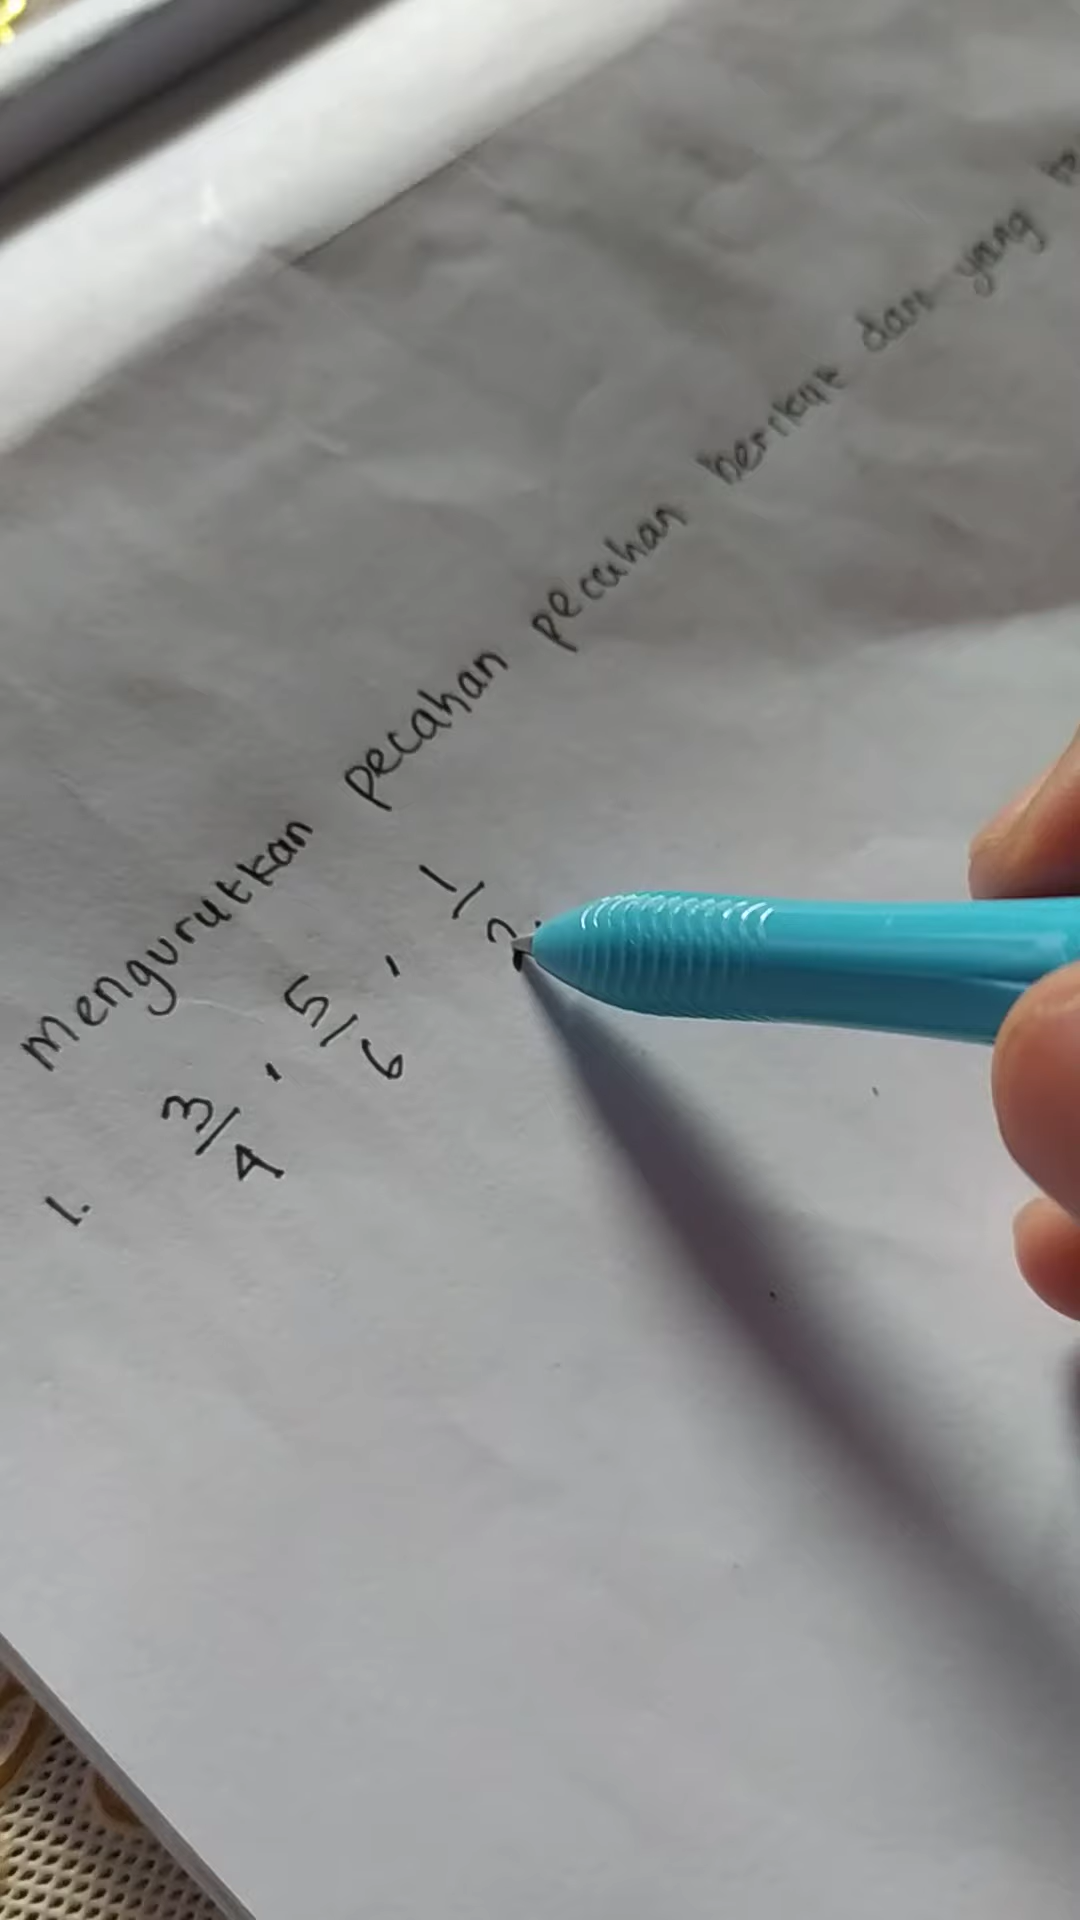 mengurutkan pecahan pecahan berikut dari yang
1. 3/4, 5/6, 1/2